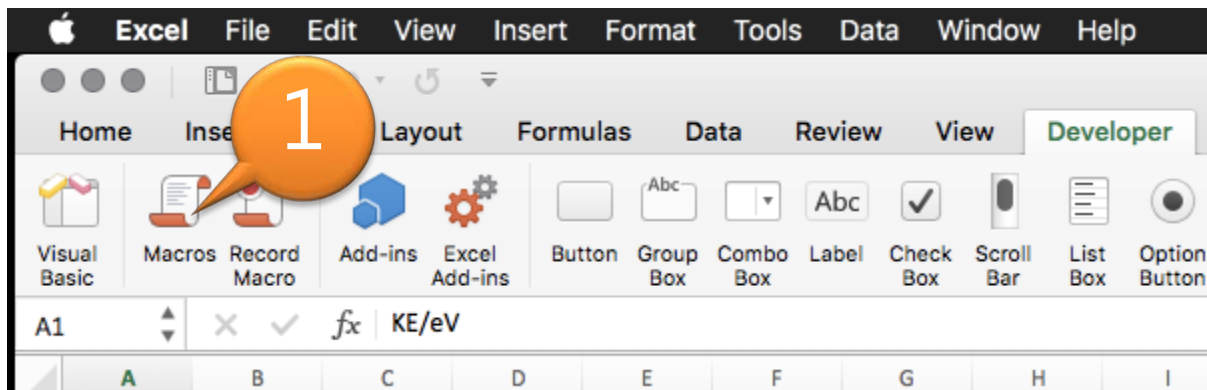 Excel File Edit View Insert Format Tools Data Window Help
1
Home Inse Layout Formulas Data Review View Developer
Abc
Abc
Visual Basic Macros Record Macro Add-ins Excel Add-ins Button Group Box Combo Box Label Check Box Scroll Bar List Box Option Button
A1 fx KE/eV
A B C D E F G H I